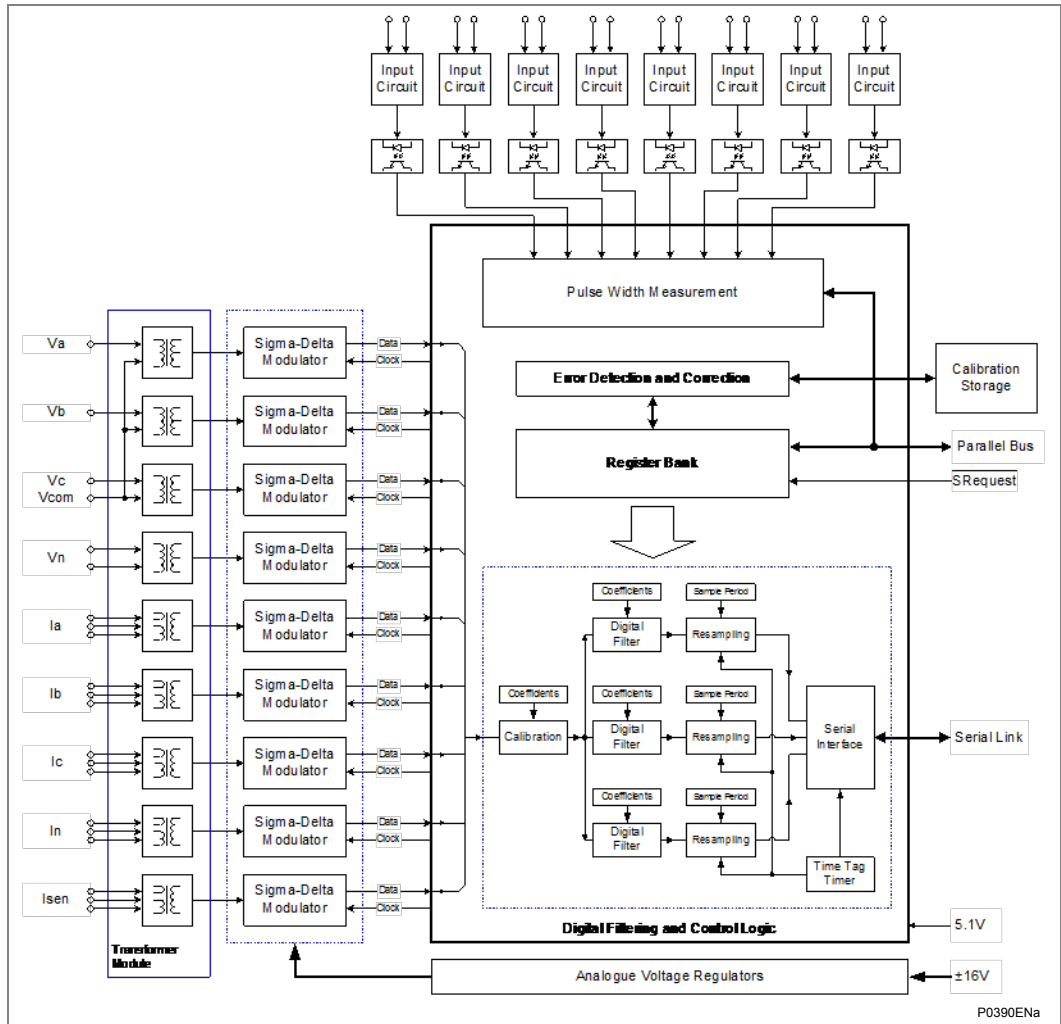 Input
Circuit
Input
Circuit
Input
Circuit
Input
Circuit
Input
Circuit
Input
Circuit
Input
Circuit
Input
Circuit
Pulse Width Measurement
Error Detection and Correction
Register Bank
Calibration
Storage
Parallel Bus
SRequest
Va
Vb
Vc
Vcom
Vn
Ia
Ib
Ic
In
Isen
Transformer
Module
Sigma-Delta
Modulator
Data
Clock
Sigma-Delta
Modulator
Data
Clock
Sigma-Delta
Modulator
Data
Clock
Sigma-Delta
Modulator
Data
Clock
Sigma-Delta
Modulator
Data
Clock
Sigma-Delta
Modulator
Data
Clock
Sigma-Delta
Modulator
Data
Clock
Sigma-Delta
Modulator
Data
Clock
Sigma-Delta
Modulator
Data
Clock
Coefficients
Calibration
Coefficients
Sample Period
Digital
Filter
Resampling
Coefficients
Sample Period
Digital
Filter
Resampling
Coefficients
Sample Period
Digital
Filter
Resampling
Serial
Interface
Time Tag
Timer
Serial Link
Digital Filtering and Control Logic
5.1V
Analogue Voltage Regulators
±16V
P0390ENa